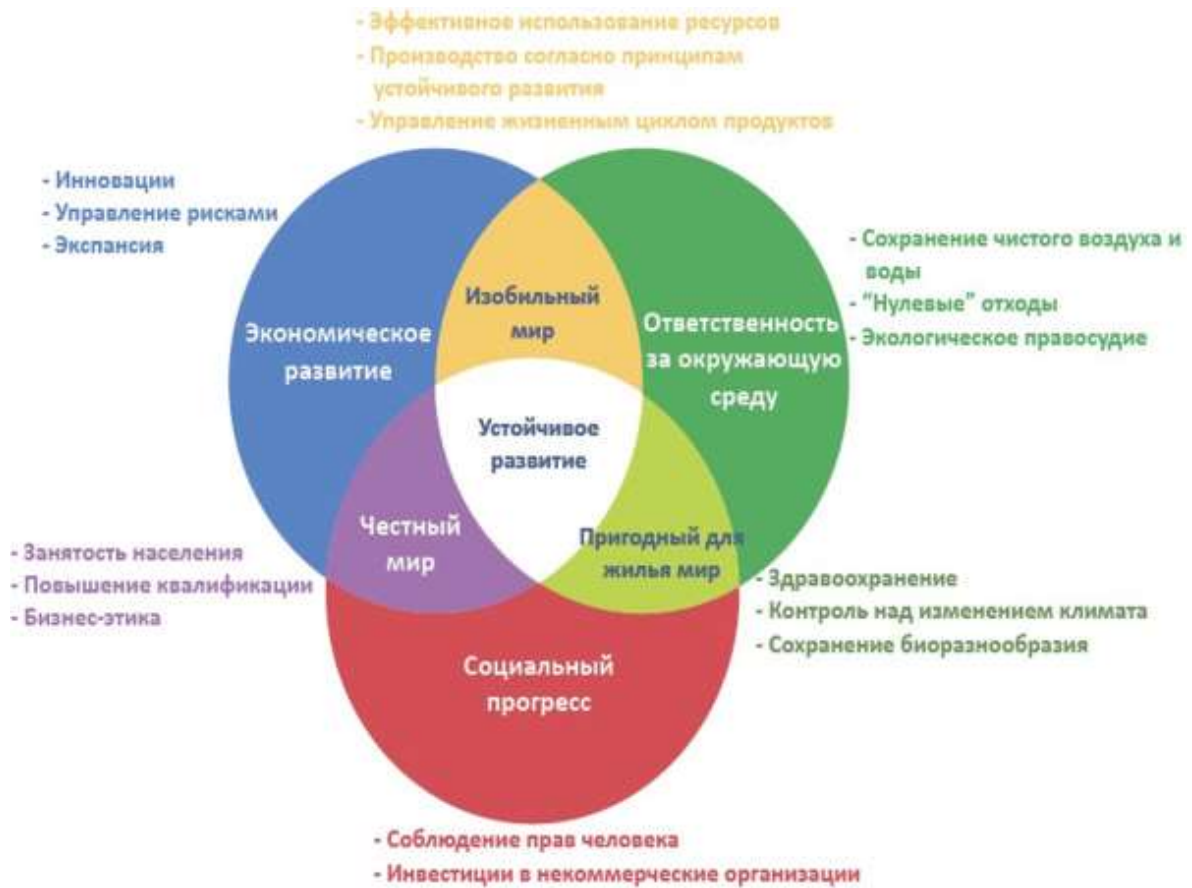 - Эффективное использование ресурсов
- Производство согласно принципам
устойчивого развития
- Управление жизненным циклом продуктов
- Инновации
- Управление рисками
- Экспансия
- Сохранение чистого воздуха и
воды
- "Нулевые" отходы
- Экологическое правосудие
Изобильный
мир
Экономическое
развитие
Ответственность
за окружающую
среду
Устойчивое
развитие
Честный
мир
Пригодный для
жилья мир
- Занятость населения
- Повышение квалификации
- Бизнес-этика
- Здравоохранение
- Контроль над изменением климата
- Сохранение биоразнообразия
Социальный
прогресс
- Соблюдение прав человека
- Инвестиции в некоммерческие организации